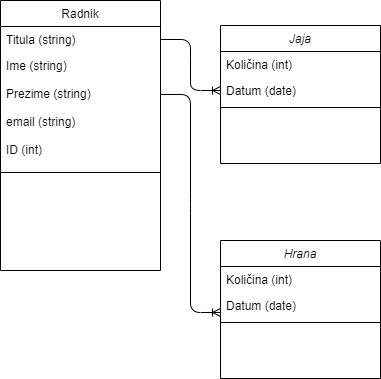 Radnik
Titula (string)
Ime (string)
Prezime (string)
email (string)
ID (int)
Jaja
Količina (int)
Datum (date)
Hrana
Količina (int)
Datum (date)